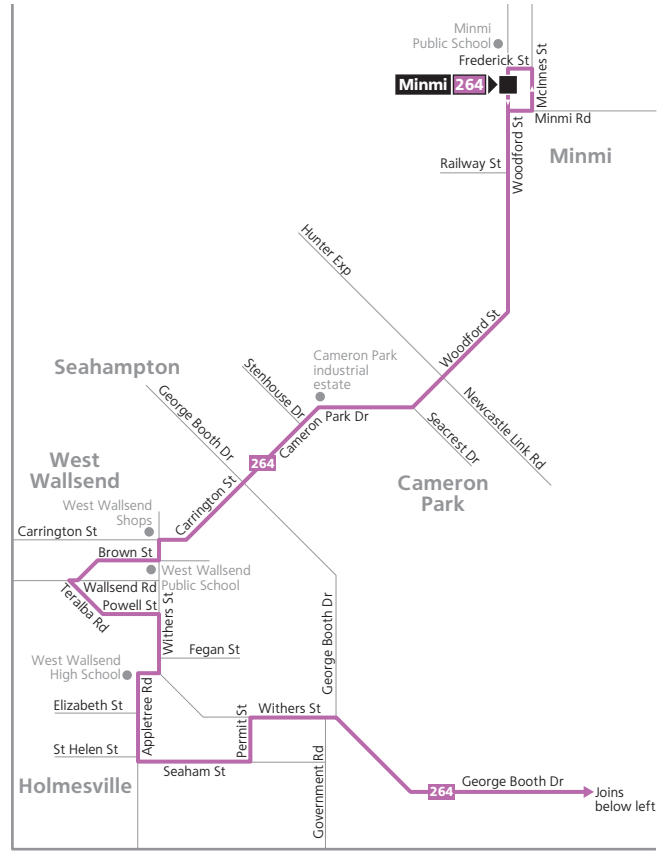 Minmi
Public School
Frederick St
McInnes St
Minmi 264
Minmi Rd
Woodford St
Minmi
Railway St
Hunter Exp
Woodford St
Cameron Park
industrial
estate
Seahampton
Stenhouse Dr
George Booth Dr
Cameron Park Dr
Newcastle Link Rd
Seacrest Dr
264
West
Wallsend
Cameron
Park
West Wallsend
Shops
Carrington St
Carrington St
Brown St
West Wallsend
Public School
Wallsend Rd
Teralba Rd
Powell St
Withers St
George Booth Dr
Fegan St
West Wallsend
High School
Appletree Rd
Elizabeth St
Permit St
Withers St
St Helen St
Seaham St
Government Rd
Holmesville
264
George Booth Dr
Joins
below left